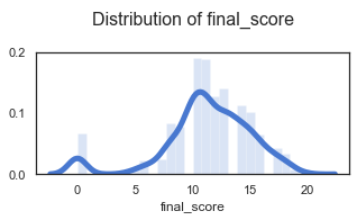 Distribution of final_score
0.2
0.1
0.0
0 5 10 15 20
final_score